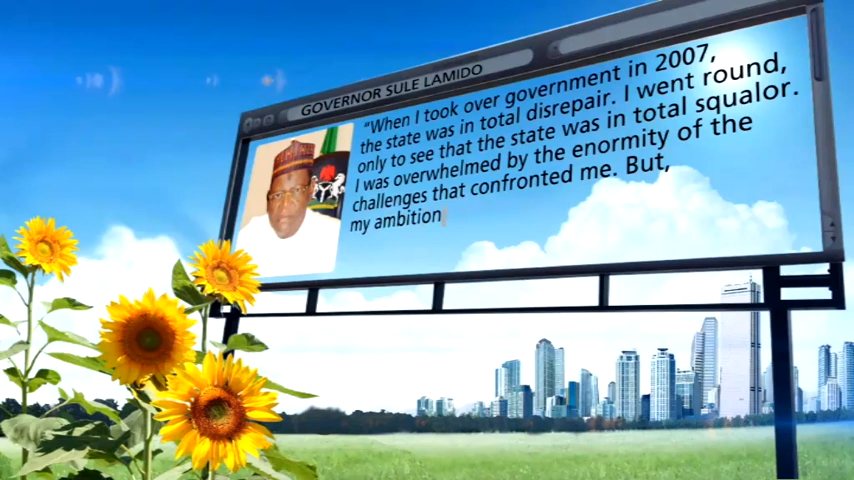 GOVERNOR SULE LAMIDO
"When I took over government in 2007,
the state was in total disrepair. I went round,
only to see that the state was in total squalor.
I was overwhelmed by the enormity of the
challenges that confronted me. But,
my ambition